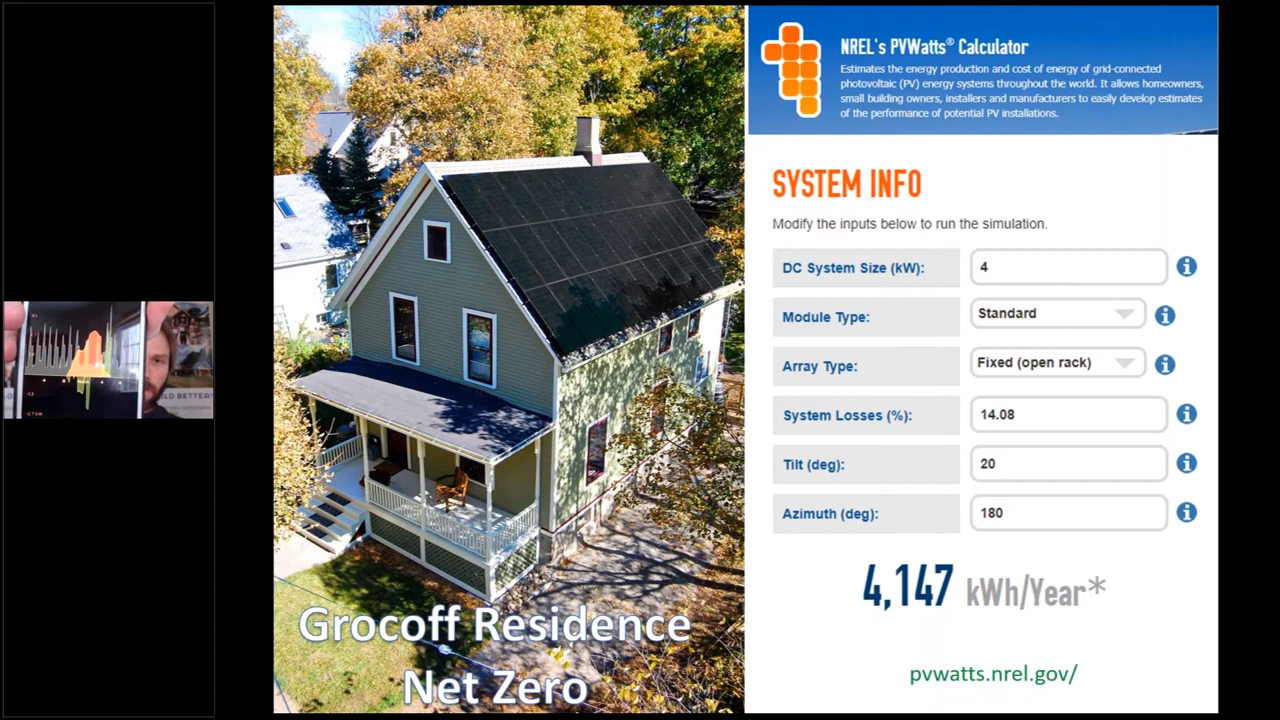 LD BETTER
Grocoff Residence
Net Zero
NREL's PVWatts® Calculator
Estimates the energy production and cost of energy of grid-connected
photovoltaic (PV) energy systems throughout the world. It allows homeowners,
small building owners, installers and manufacturers to easily develop estimates
of the performance of potential PV installations.
SYSTEM INFO
Modify the inputs below to run the simulation.
DC System Size (kW): 4
Module Type: Standard
Array Type: Fixed (open rack)
System Losses (%): 14.08
Tilt (deg): 20
Azimuth (deg): 180
4,147 kWh/Year*
pvwatts.nrel.gov/